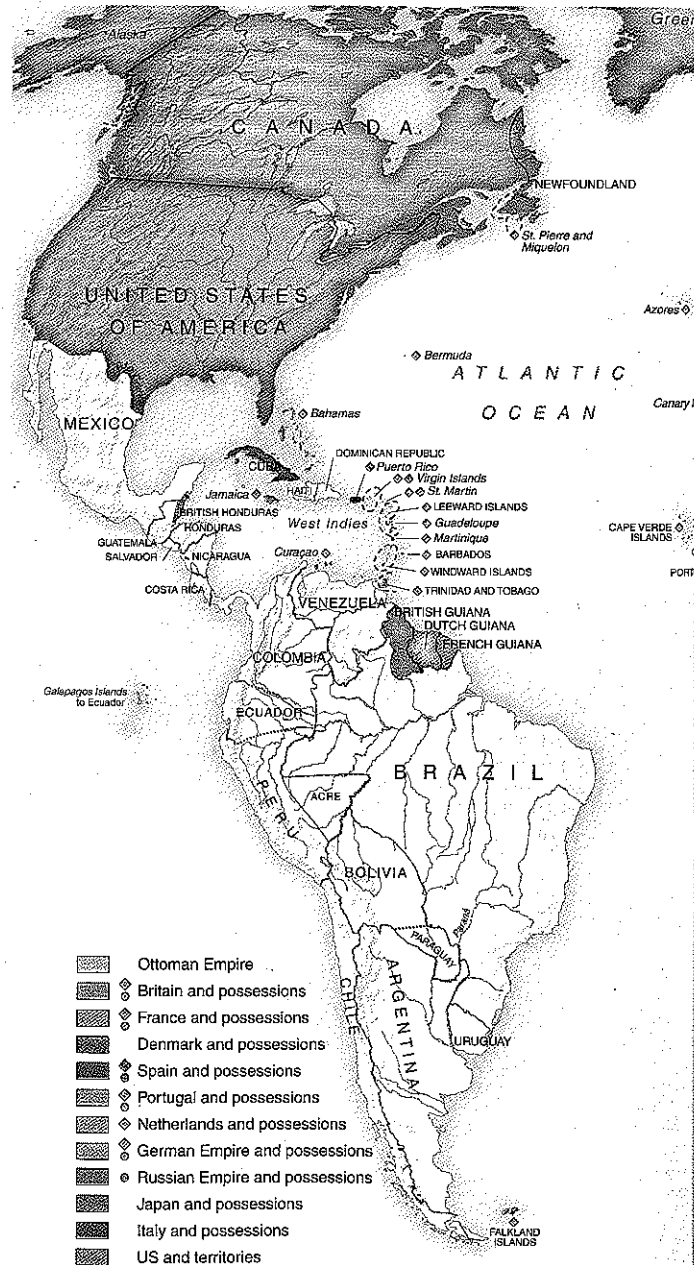 Alaska
Green
CANADA
NEWFOUNDLAND
St. Pierre and
Miquelon
UNITED STATES
OF AMERICA
Azores
Bermuda
ATLANTIC
OCEAN
Canary
MEXICO
Bahamas
CUBA
DOMINICAN REPUBLIC
Puerto Rico
Virgin Islands
HAITI
St. Martin
Jamaica
BRITISH HONDURAS
LEEWARD ISLANDS
HONDURAS
West Indies
Guadeloupe
CAPE VERDE
ISLANDS
GUATEMALA
Martinique
SALVADOR
NICARAGUA
Curaçao
BARBADOS
COSTA RICA
WINDWARD ISLANDS
PORT
TRINIDAD AND TOBAGO
VENEZUELA
BRITISH GUIANA
DUTCH GUIANA
FRENCH GUIANA
COLOMBIA
Galapagos Islands
to Ecuador
ECUADOR
BRAZIL
PERU
ACRE
BOLIVIA
Paraná
PARAGUAY
CHILE
ARGENTINA
URUGUAY
Ottoman Empire
Britain and possessions
France and possessions
Denmark and possessions
Spain and possessions
Portugal and possessions
Netherlands and possessions
German Empire and possessions
Russian Empire and possessions
Japan and possessions
Italy and possessions
US and territories
FALKLAND
ISLANDS